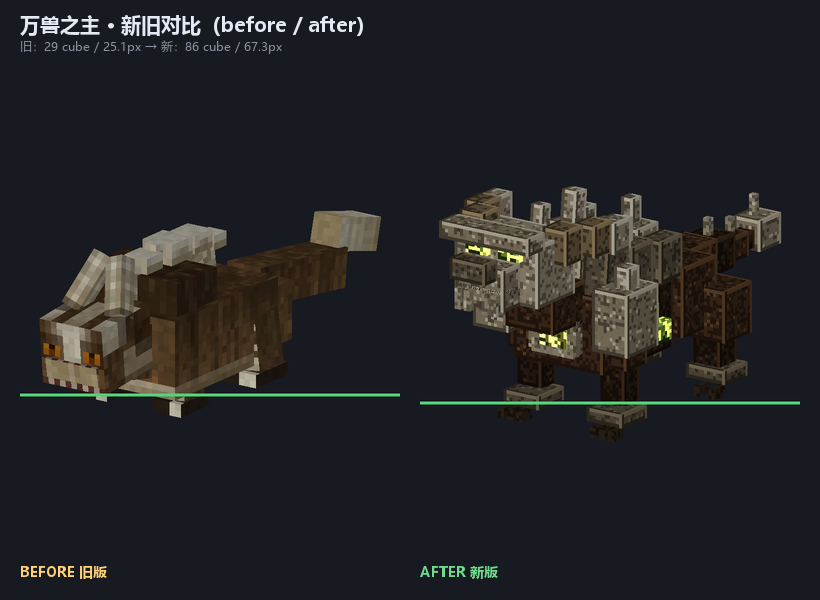 万兽之主·新旧对比 (before / after)
旧: 29 cube / 25.1px → 新: 86 cube / 67.3px
BEFORE 旧版
AFTER 新版